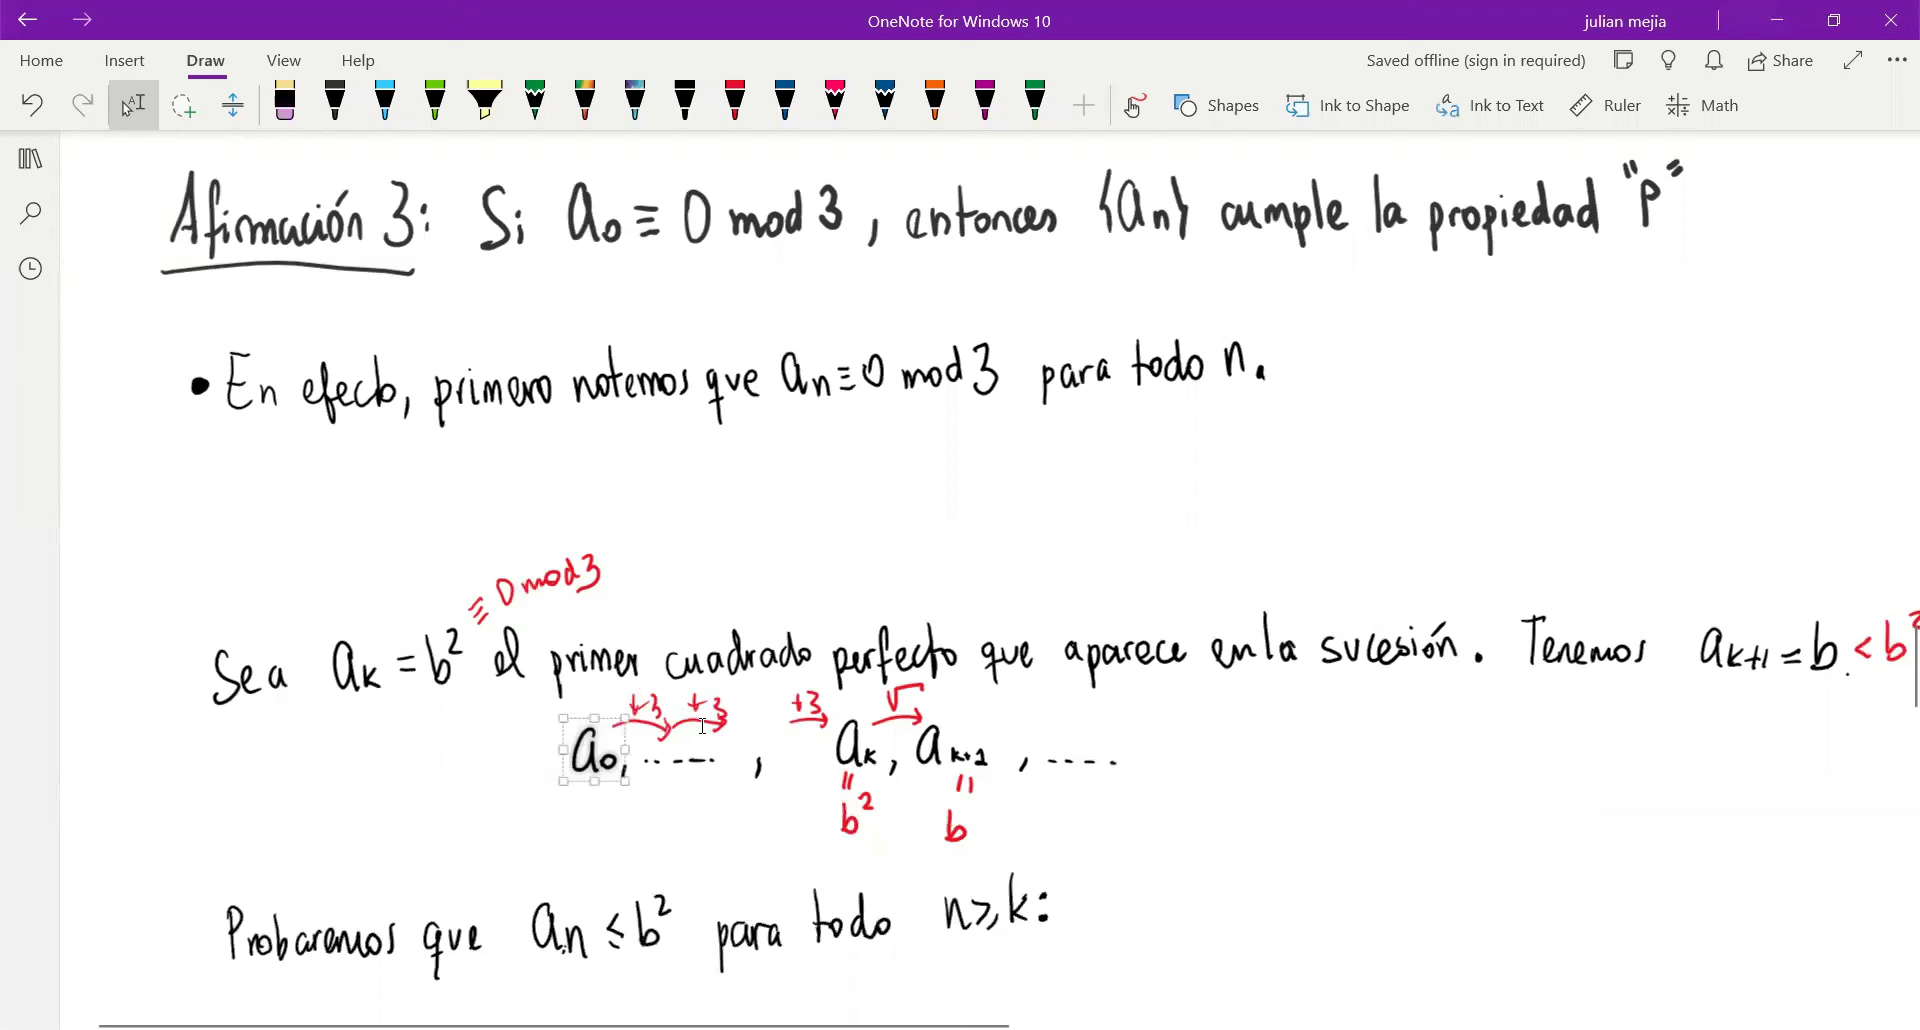 OneNote for Windows 10
julian mejia
Home Insert Draw View Help
Saved offline (sign in required) Share
Shapes Ink to Shape Ink to Text Ruler Math
Afirmación 3: Si a₀ ≡ 0 mod 3, entonces {aₙ} cumple la propiedad "P"
• En efecto, primero notemos que aₙ ≡ 0 mod 3 para todo n.
≡ 0 mod 3
Sea aₖ = b² el primer cuadrado perfecto que aparece en la sucesión. Tenemos aₖ₊₁ = b < b²
+3 +3 +3 √
a₀, ......, aₖ, aₖ₊₁, ....
= =
b² b
Probaremos que aₙ ≤ b² para todo n ≥ k: